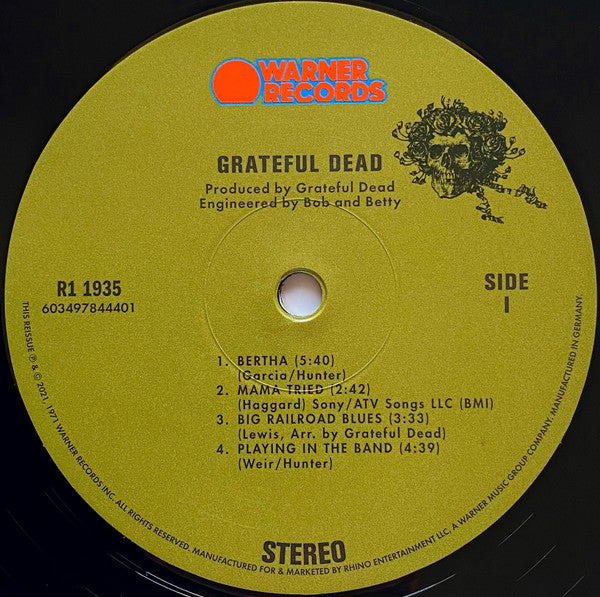 WARNER
RECORDS
GRATEFUL DEAD
Produced by Grateful Dead
Engineered by Bob and Betty
R1 1935
603497844401
SIDE
1
1. BERTHA (5:40)
(Garcia/Hunter)
2. MAMA TRIED (2:42)
(Haggard) Sony/ATV Songs LLC (BMI)
3. BIG RAILROAD BLUES (3:33)
(Lewis, Arr. by Grateful Dead)
4. PLAYING IN THE BAND (4:39)
(Weir/Hunter)
STEREO
THIS REISSUE ℗ & © 2021, 1971 WARNER RECORDS INC. ALL RIGHTS RESERVED. MANUFACTURED FOR & MARKETED BY RHINO ENTERTAINMENT LLC, A WARNER MUSIC GROUP COMPANY. MANUFACTURED IN GERMANY.